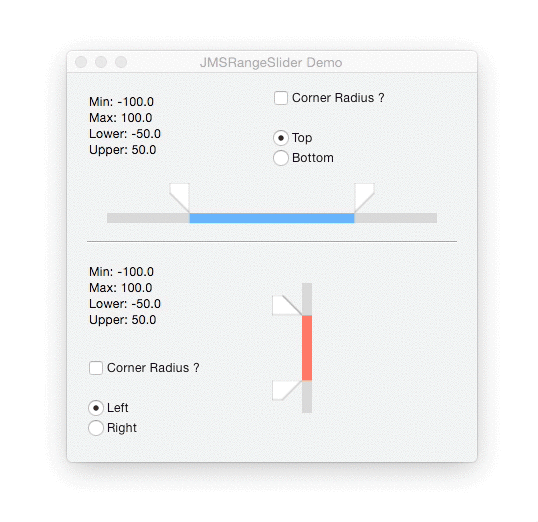 JMSRangeSlider Demo
Min: -100.0
Max: 100.0
Lower: -50.0
Upper: 50.0
Corner Radius ?
Top
Bottom
Min: -100.0
Max: 100.0
Lower: -50.0
Upper: 50.0
Corner Radius ?
Left
Right